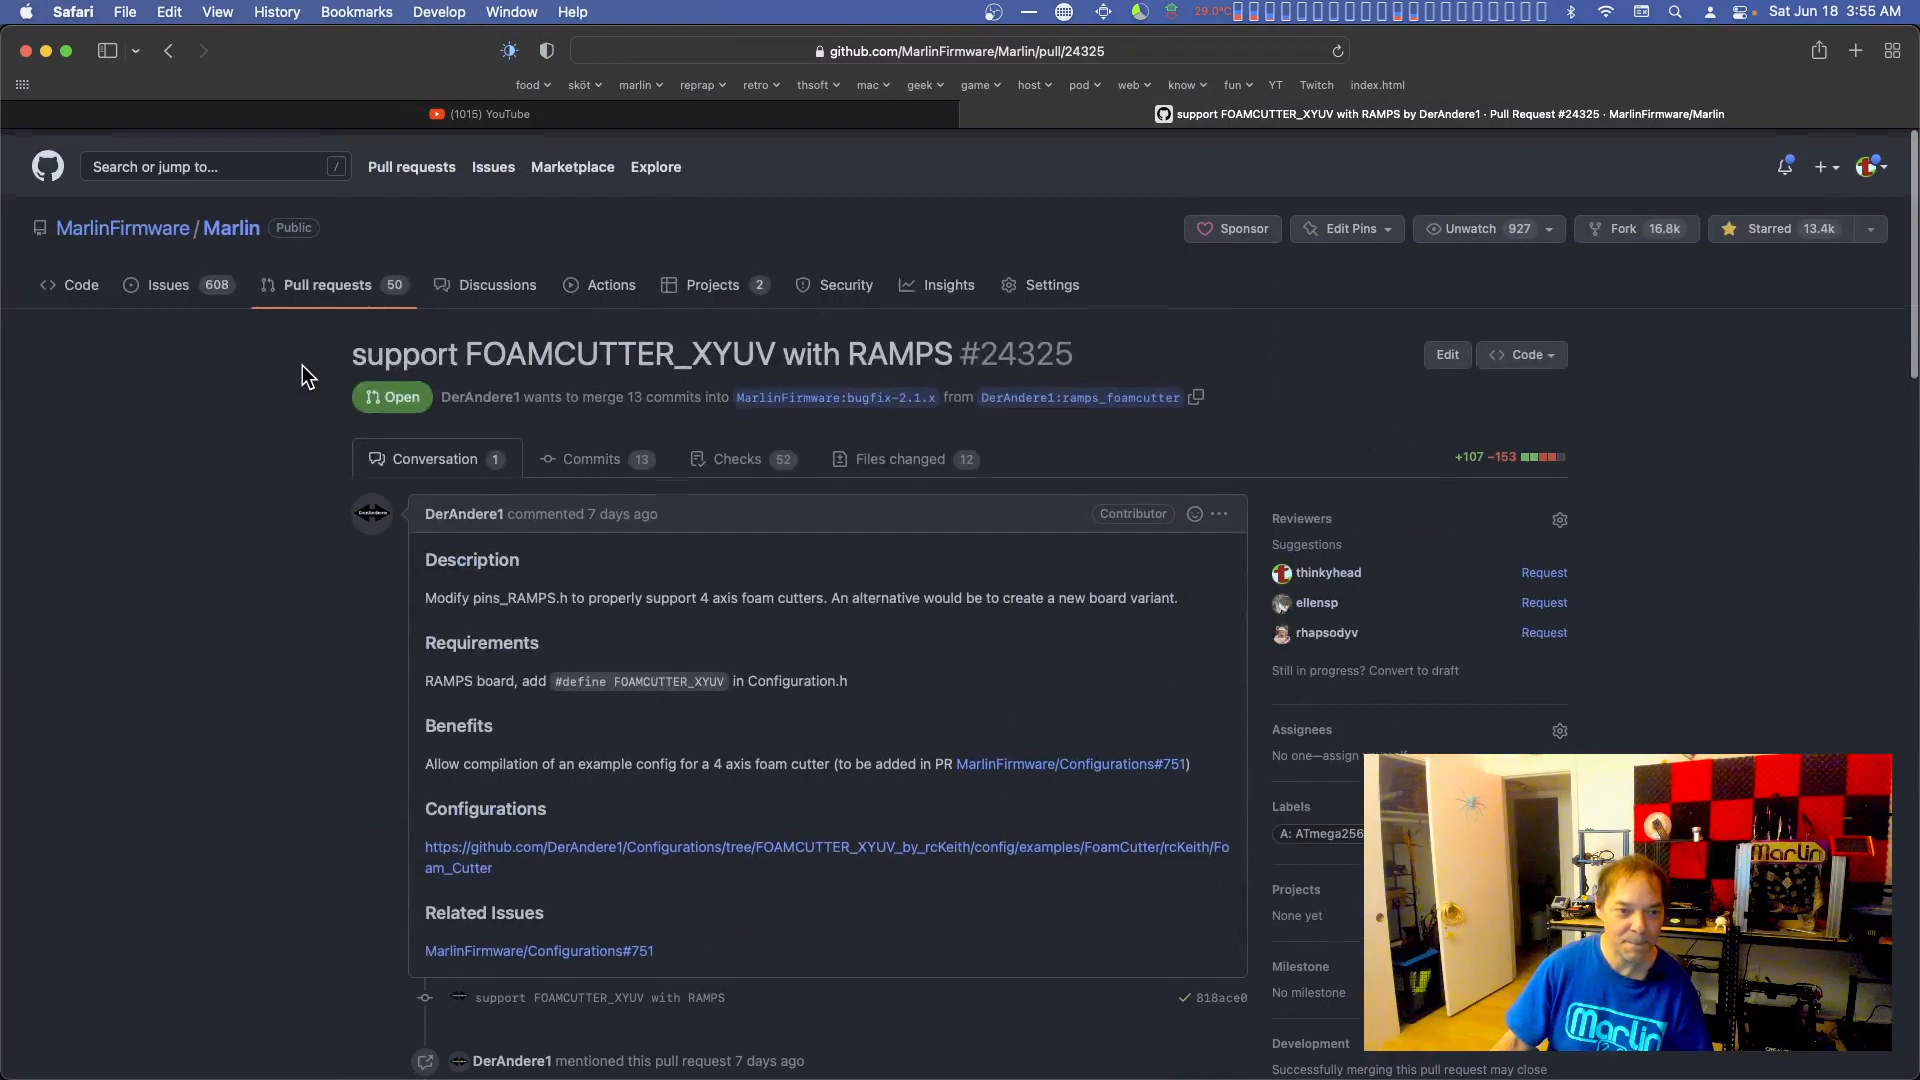 Safari File Edit View History Bookmarks Develop Window Help 29.0°C Sat Jun 18 3:55 AM
github.com/MarlinFirmware/Marlin/pull/24325
food sköt marlin reprap retro thsoft mac geek game host pod web know fun YT Twitch index.html
(1015) YouTube
support FOAMCUTTER_XYUV with RAMPS by DerAndere1 · Pull Request #24325 · MarlinFirmware/Marlin
Search or jump to... / Pull requests Issues Marketplace Explore
MarlinFirmware / Marlin Public
Sponsor Edit Pins Unwatch 927 Fork 16.8k Starred 13.4k
Code Issues 608 Pull requests 50 Discussions Actions Projects 2 Security Insights Settings
support FOAMCUTTER_XYUV with RAMPS #24325
Edit Code
Open DerAndere1 wants to merge 13 commits into MarlinFirmware:bugfix-2.1.x from DerAndere1:ramps_foamcutter
Conversation 1 Commits 13 Checks 52 Files changed 12
+107 −153
DerAndere1 commented 7 days ago Contributor
Description
Modify pins_RAMPS.h to properly support 4 axis foam cutters. An alternative would be to create a new board variant.
Requirements
RAMPS board, add #define FOAMCUTTER_XYUV in Configuration.h
Benefits
Allow compilation of an example config for a 4 axis foam cutter (to be added in PR MarlinFirmware/Configurations#751)
Configurations
https://github.com/DerAndere1/Configurations/tree/FOAMCUTTER_XYUV_by_rcKeith/config/examples/FoamCutter/rcKeith/Fo
am_Cutter
Related Issues
MarlinFirmware/Configurations#751
support FOAMCUTTER_XYUV with RAMPS 818ace0
DerAndere1 mentioned this pull request 7 days ago
Reviewers
Suggestions
thinkyhead Request
ellensp Request
rhapsodyv Request
Still in progress? Convert to draft
Assignees
No one—assign
Labels
A: ATmega256
Projects
None yet
Milestone
No milestone
Development
Successfully merging this pull request may close
Marlin
Marlin